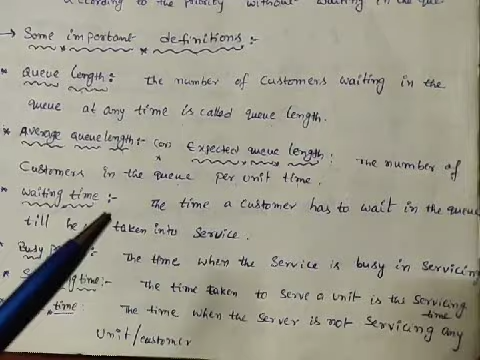 according to the priority without waiting in the que
→ Some important definitions :-
* Queue length :- The number of customers waiting in the
queue at any time is called queue length.
* Average queue length :- (or) Expected queue length : The number of
Customers in the queue per unit time.
* Waiting time :- The time a customer has to wait in the queue
till he taken into service.
* Busy :- The time when the service is busy in servicing
* time :- The time taken to serve a unit is the servicing
time
time : The time when the server is not servicing any
Unit/customer